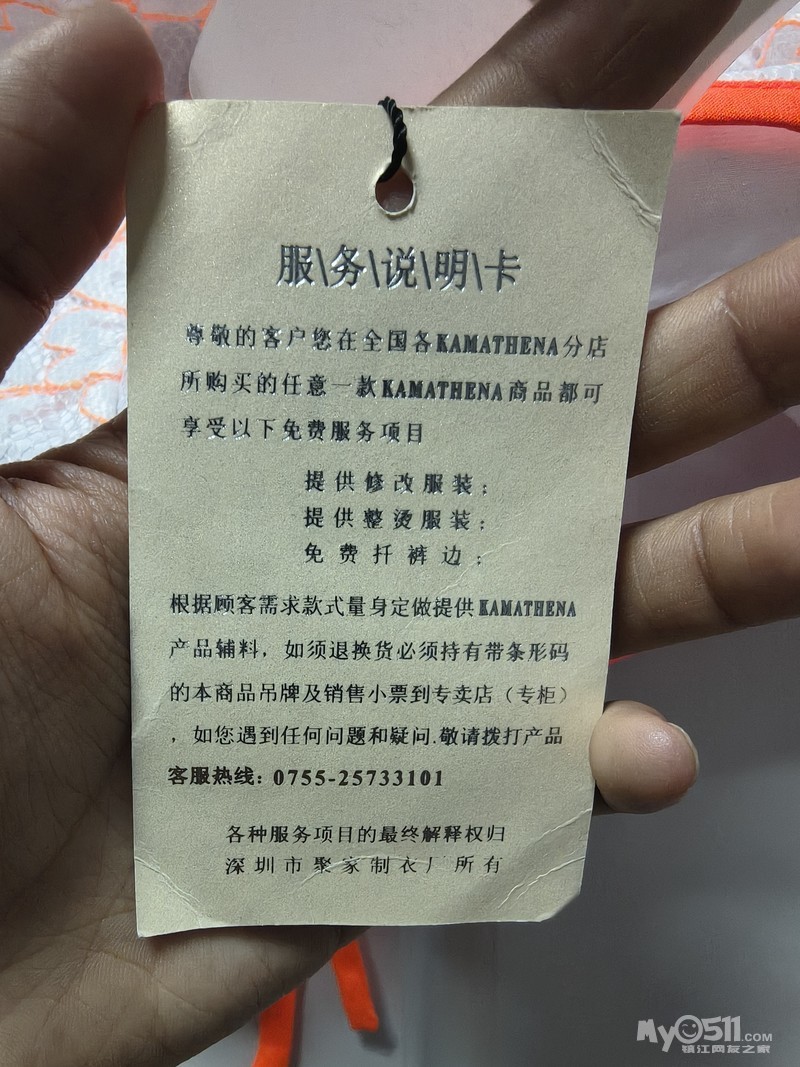 服\务\说\明\卡
尊敬的客户您在全国各KAMATHENA分店
所购买的任意一款KAMATHENA商品都可
享受以下免费服务项目
提供修改服装;
提供整烫服装;
免费扦裤边;
根据顾客需求款式量身定做提供KAMATHENA
产品辅料，如须退换货必须持有带条形码
的本商品吊牌及销售小票到专卖店（专柜）
，如您遇到任何问题和疑问.敬请拨打产品
客服热线：0755-25733101
各种服务项目的最终解释权归
深圳市聚家制衣厂所有
My0511.COM
镇江网友之家